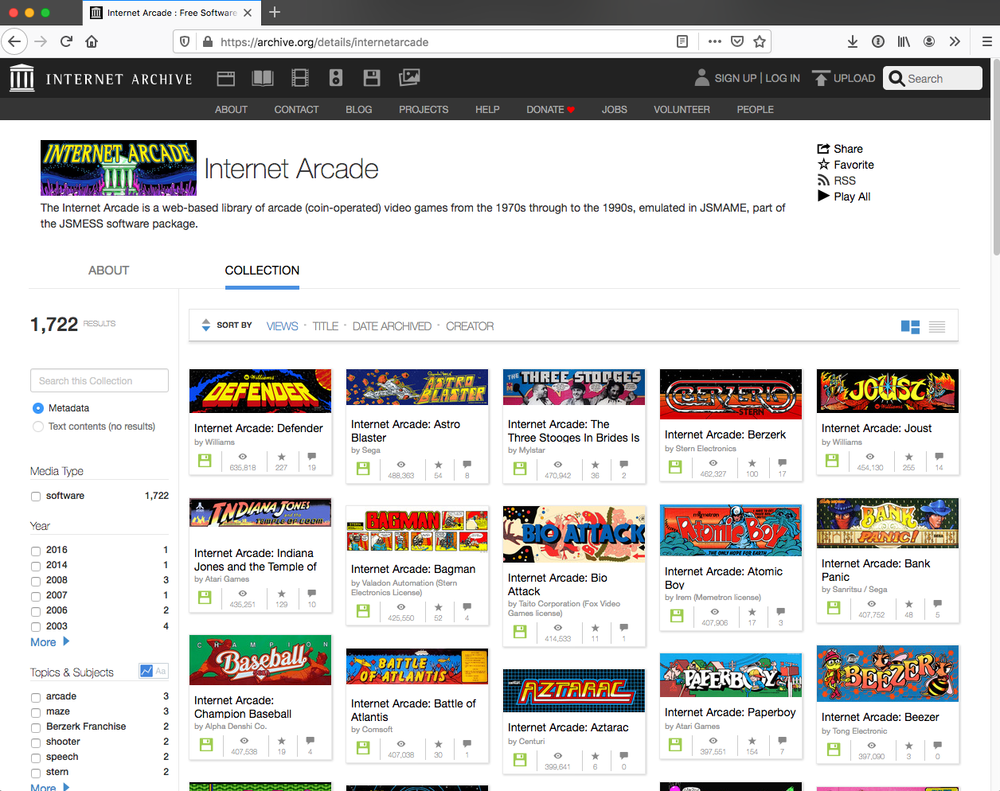 Internet Arcade : Free Software
https://archive.org/details/internetarcade
INTERNET ARCHIVE
SIGN UP | LOG IN
UPLOAD
Search
ABOUT
CONTACT
BLOG
PROJECTS
HELP
DONATE
JOBS
VOLUNTEER
PEOPLE
INTERNET ARCADE
Internet Arcade
Share
Favorite
RSS
Play All
The Internet Arcade is a web-based library of arcade (coin-operated) video games from the 1970s through to the 1990s, emulated in JSMAME, part of
the JSMESS software package.
ABOUT
COLLECTION
1,722 RESULTS
SORT BY
VIEWS
TITLE
DATE ARCHIVED
CREATOR
Search this Collection
Metadata
Text contents (no results)
Media Type
software 1,722
Year
2016 1
2014 1
2008 3
2007 1
2006 2
2003 4
More
Topics & Subjects
Aa
arcade 3
maze 3
Berzerk Franchise 2
shooter 2
speech 2
stern 2
More
Williams
DEFENDER
Internet Arcade: Defender
by Williams
635,818 227 19
ASTRO
BLASTER
Internet Arcade: Astro
Blaster
by Sega
488,363 54 8
THE THREE STOOGES
Internet Arcade: The
Three Stooges In Brides Is
by Mylstar
470,942 36 2
BERZERK
STERN
Internet Arcade: Berzerk
by Stern Electronics
462,327 100 17
JOUST
Williams
Internet Arcade: Joust
by Williams
454,130 255 14
ATARI
INDIANA JONES
and the
TEMPLE OF DOOM
Internet Arcade: Indiana
Jones and the Temple of
by Atari Games
435,251 129 10
BAGMAN
Internet Arcade: Bagman
by Valadon Automation (Stern
Electronics License)
425,550 52 4
BIO ATTACK
Internet Arcade: Bio
Attack
by Taito Corporation (Fox Video
Games license)
414,533 11 1
memetron
Atomic
Boy
THE ONLY HOPE FOR EARTH
Internet Arcade: Atomic
Boy
by Irem (Memetron license)
407,906 17 3
BANK
PANIC!
SEGA
Internet Arcade: Bank
Panic
by Sanritsu / Sega
407,752 48 5
CHAMPION
Baseball
SEGA
Internet Arcade:
Champion Baseball
by Alpha Denshi Co.
407,538 19 4
BATTLE
OF ATLANTIS
Internet Arcade: Battle of
Atlantis
by Comsoft
407,038 30 1
centuri
AZTARAC
Internet Arcade: Aztarac
by Centuri
399,641 6 0
PAPERBOY
Internet Arcade: Paperboy
by Atari Games
397,551 154 7
BEEZER
Internet Arcade: Beezer
by Tong Electronic
397,090 3 0